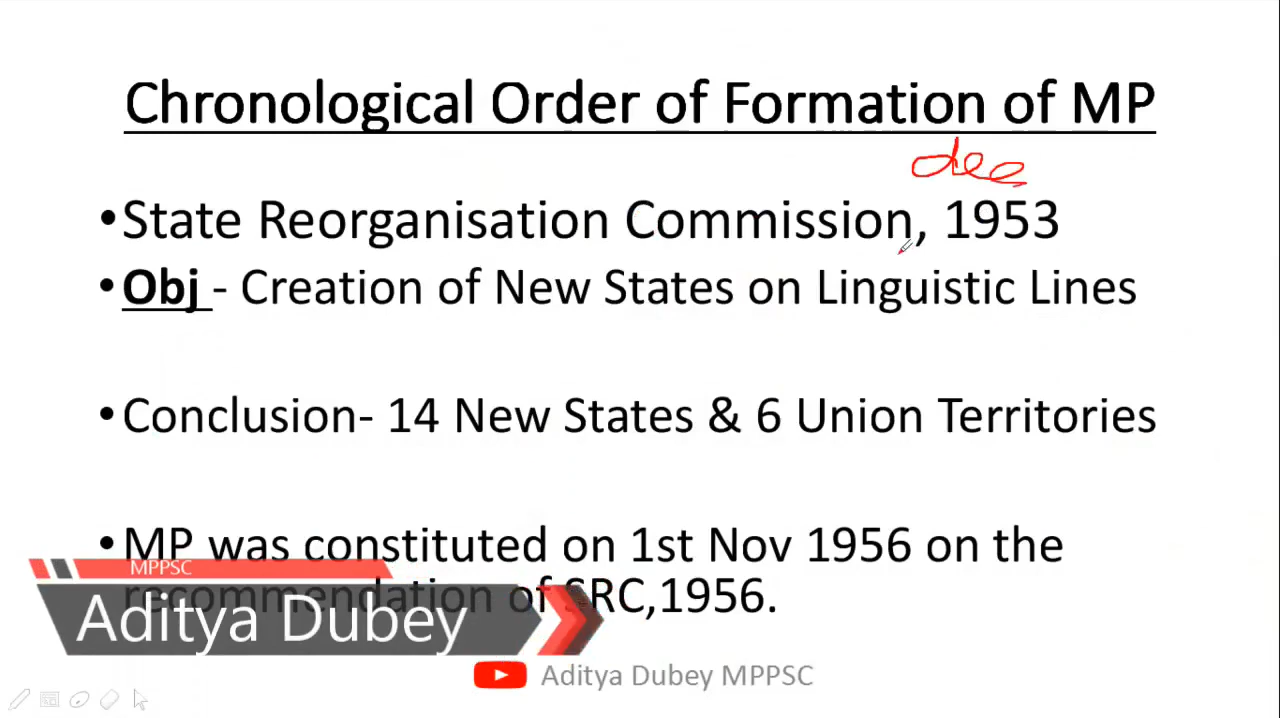 Chronological Order of Formation of MP
dec
•State Reorganisation Commission, 1953
•Obj - Creation of New States on Linguistic Lines
•Conclusion- 14 New States & 6 Union Territories
•MP was constituted on 1st Nov 1956 on the
recommendation of SRC,1956.
MPPSC
Aditya Dubey
Aditya Dubey MPPSC